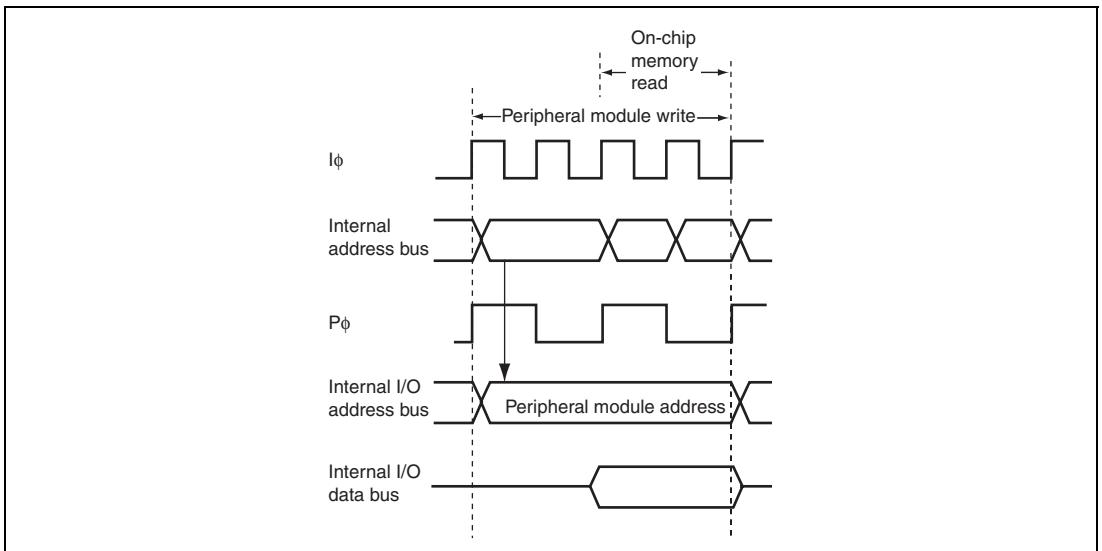 On-chip
memory
read
Peripheral module write
Iϕ
Internal
address bus
Pϕ
Internal I/O
address bus
Peripheral module address
Internal I/O
data bus